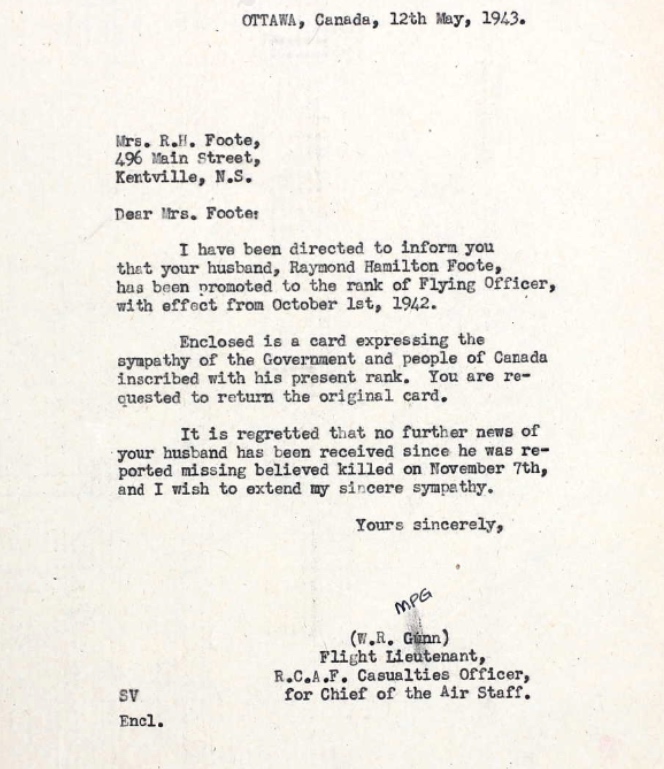 OTTAWA, Canada, 12th May, 1943.
Mrs. R.H. Foote,
496 Main Street,
Kentville, N.S.
Dear Mrs. Foote:
I have been directed to inform you
that your husband, Raymond Hamilton Foote,
has been promoted to the rank of Flying Officer,
with effect from October 1st, 1942.
Enclosed is a card expressing the
sympathy of the Government and people of Canada
inscribed with his present rank. You are re-
quested to return the original card.
It is regretted that no further news of
your husband has been received since he was re-
ported missing believed killed on November 7th,
and I wish to extend my sincere sympathy.
Yours sincerely,
MPG
(W.R. Gunn)
Flight Lieutenant,
R.C.A.F. Casualties Officer,
for Chief of the Air Staff.
SV
Encl.